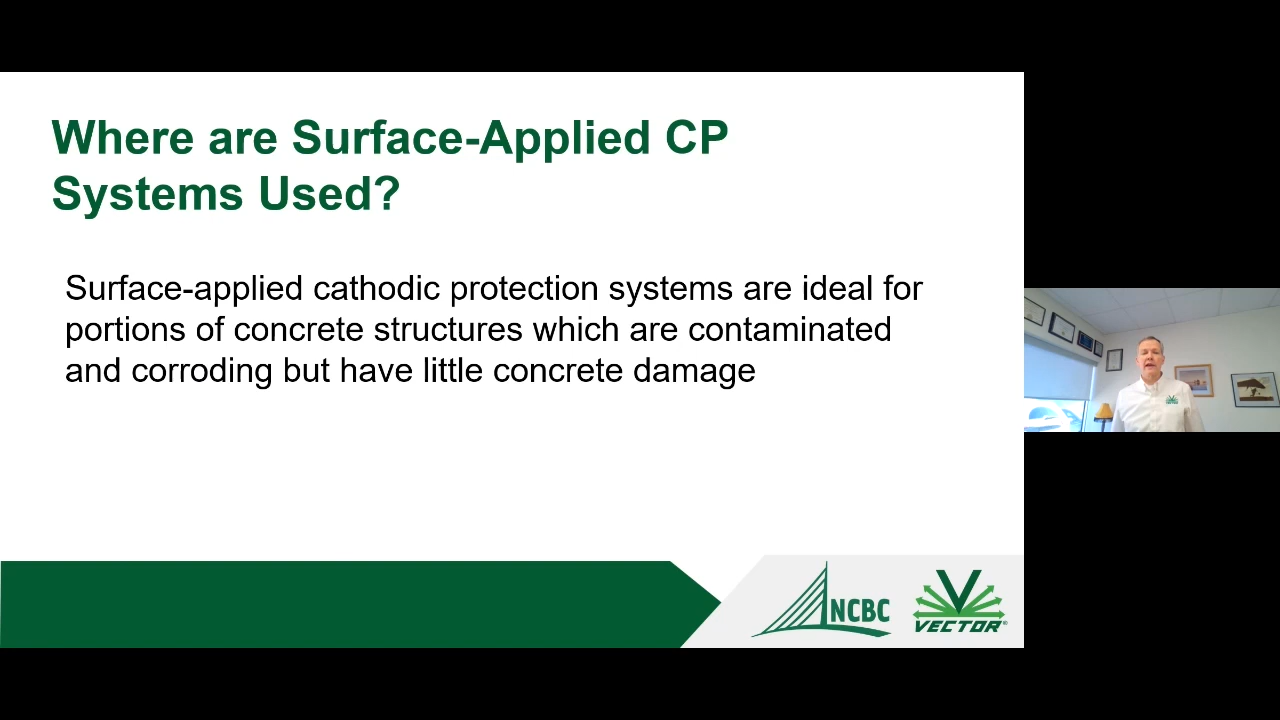 Where are Surface-Applied CP
Systems Used?
Surface-applied cathodic protection systems are ideal for
portions of concrete structures which are contaminated
and corroding but have little concrete damage
NCBC
VECTOR®
VECTOR